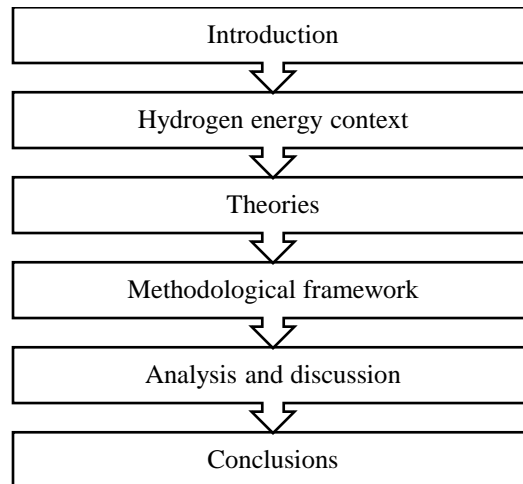 Introduction
Hydrogen energy context
Theories
Methodological framework
Analysis and discussion
Conclusions